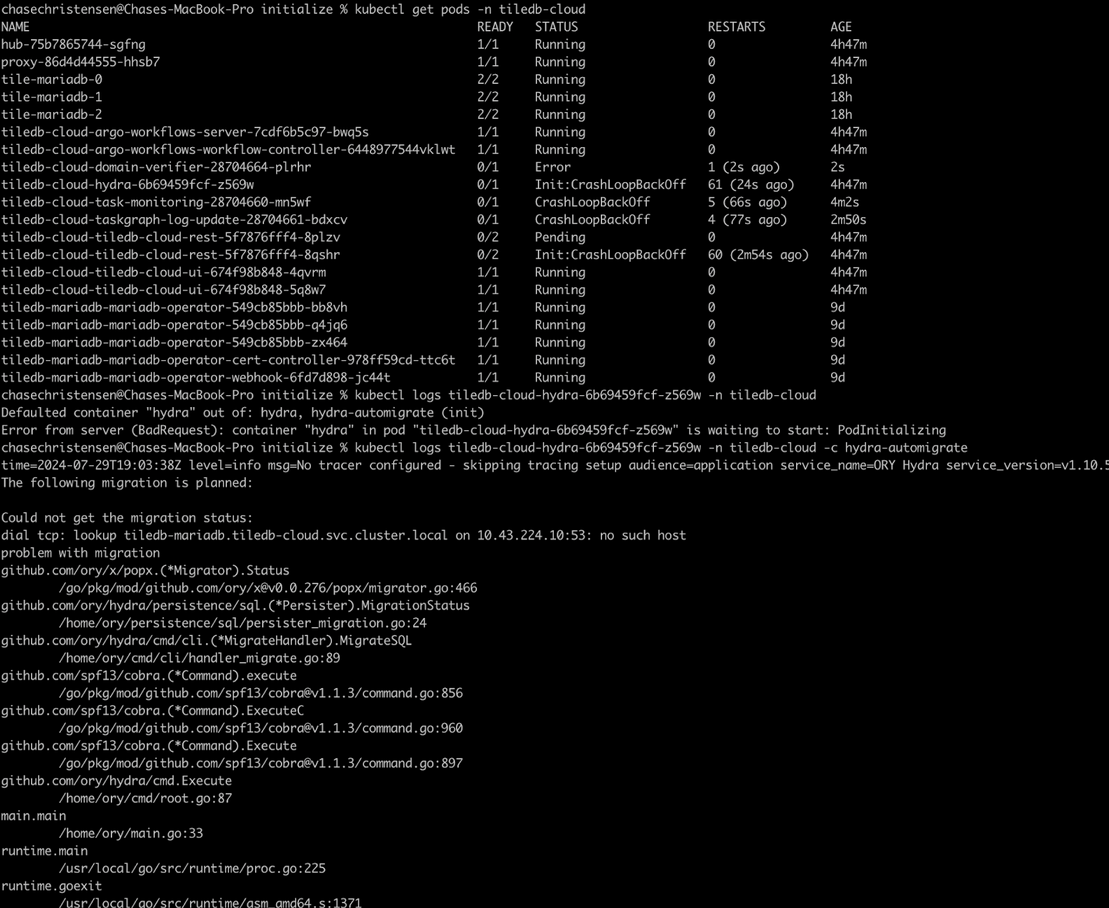 chasechristensen@Chases-MacBook-Pro initialize % kubectl get pods -n tiledb-cloud
NAME READY STATUS RESTARTS AGE
hub-75b7865744-sgfng 1/1 Running 0 4h47m
proxy-86d4d44555-hhsb7 1/1 Running 0 4h47m
tile-mariadb-0 2/2 Running 0 18h
tile-mariadb-1 2/2 Running 0 18h
tile-mariadb-2 2/2 Running 0 18h
tiledb-cloud-argo-workflows-server-7cdf6b5c97-bwq5s 1/1 Running 0 4h47m
tiledb-cloud-argo-workflows-workflow-controller-6448977544vklwt 1/1 Running 0 4h47m
tiledb-cloud-domain-verifier-28704664-plrhr 0/1 Error 1 (2s ago) 2s
tiledb-cloud-hydra-6b69459fcf-z569w 0/1 Init:CrashLoopBackOff 61 (24s ago) 4h47m
tiledb-cloud-task-monitoring-28704660-mn5wf 0/1 CrashLoopBackOff 5 (66s ago) 4m2s
tiledb-cloud-taskgraph-log-update-28704661-bdxcv 0/1 CrashLoopBackOff 4 (77s ago) 2m50s
tiledb-cloud-tiledb-cloud-rest-5f7876fff4-8plzv 0/2 Pending 0 4h47m
tiledb-cloud-tiledb-cloud-rest-5f7876fff4-8qshr 0/2 Init:CrashLoopBackOff 60 (2m54s ago) 4h47m
tiledb-cloud-tiledb-cloud-ui-674f98b848-4qvrm 1/1 Running 0 4h47m
tiledb-cloud-tiledb-cloud-ui-674f98b848-5q8w7 1/1 Running 0 4h47m
tiledb-mariadb-mariadb-operator-549cb85bbb-bb8vh 1/1 Running 0 9d
tiledb-mariadb-mariadb-operator-549cb85bbb-q4jq6 1/1 Running 0 9d
tiledb-mariadb-mariadb-operator-549cb85bbb-zx464 1/1 Running 0 9d
tiledb-mariadb-mariadb-operator-cert-controller-978ff59cd-ttc6t 1/1 Running 0 9d
tiledb-mariadb-mariadb-operator-webhook-6fd7d898-jc44t 1/1 Running 0 9d
chasechristensen@Chases-MacBook-Pro initialize % kubectl logs tiledb-cloud-hydra-6b69459fcf-z569w -n tiledb-cloud
Defaulted container "hydra" out of: hydra, hydra-automigrate (init)
Error from server (BadRequest): container "hydra" in pod "tiledb-cloud-hydra-6b69459fcf-z569w" is waiting to start: PodInitializing
chasechristensen@Chases-MacBook-Pro initialize % kubectl logs tiledb-cloud-hydra-6b69459fcf-z569w -n tiledb-cloud -c hydra-automigrate
time=2024-07-29T19:03:38Z level=info msg=No tracer configured - skipping tracing setup audience=application service_name=ORY Hydra service_version=v1.10.5
The following migration is planned:
Could not get the migration status:
dial tcp: lookup tiledb-mariadb.tiledb-cloud.svc.cluster.local on 10.43.224.10:53: no such host
problem with migration
github.com/ory/x/popx.(*Migrator).Status
/go/pkg/mod/github.com/ory/x@v0.0.276/popx/migrator.go:466
github.com/ory/hydra/persistence/sql.(*Persister).MigrationStatus
/home/ory/persistence/sql/persister_migration.go:24
github.com/ory/hydra/cmd/cli.(*MigrateHandler).MigrateSQL
/home/ory/cmd/cli/handler_migrate.go:89
github.com/spf13/cobra.(*Command).execute
/go/pkg/mod/github.com/spf13/cobra@v1.1.3/command.go:856
github.com/spf13/cobra.(*Command).ExecuteC
/go/pkg/mod/github.com/spf13/cobra@v1.1.3/command.go:960
github.com/spf13/cobra.(*Command).Execute
/go/pkg/mod/github.com/spf13/cobra@v1.1.3/command.go:897
github.com/ory/hydra/cmd.Execute
/home/ory/cmd/root.go:87
main.main
/home/ory/main.go:33
runtime.main
/usr/local/go/src/runtime/proc.go:225
runtime.goexit
/usr/local/go/src/runtime/asm_amd64.s:1371